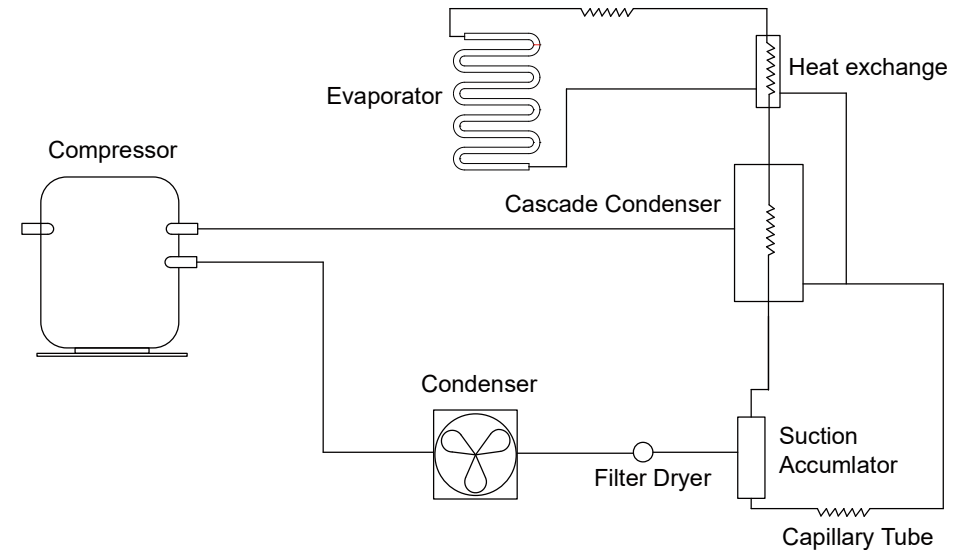 Heat exchange
Evaporator
Compressor
Cascade Condenser
Condenser
Suction
Accumlator
Filter Dryer
Capillary Tube